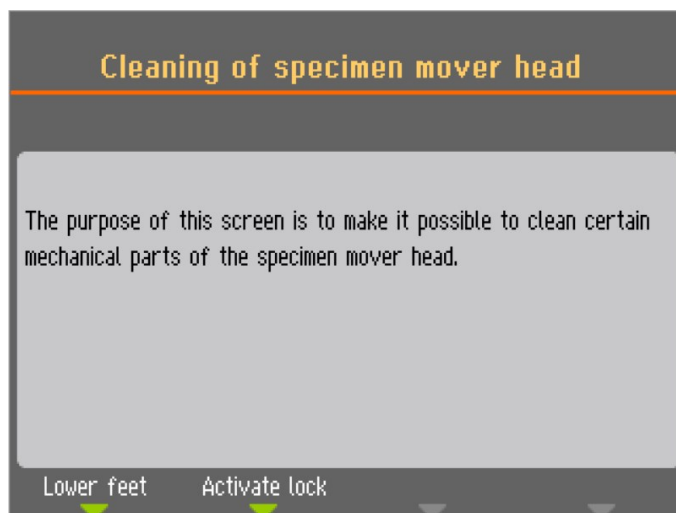 Cleaning of specimen mover head
The purpose of this screen is to make it possible to clean certain
mechanical parts of the specimen mover head.
Lower feet Activate lock